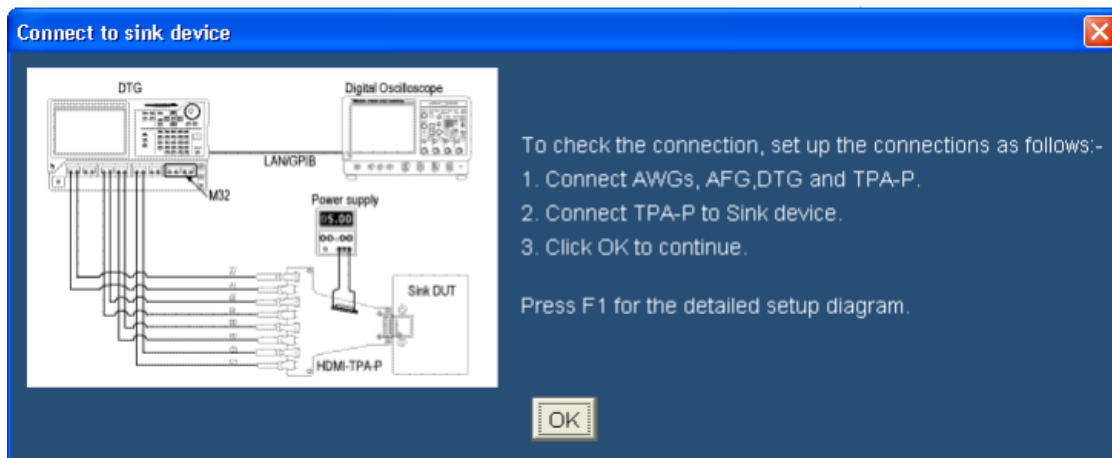 Connect to sink device
DTG
Digital Oscilloscope
LAN/GPIB
M32
Power supply
05.00
Sink DUT
HDMI-TPA-P
To check the connection, set up the connections as follows:-
1. Connect AWGs, AFG,DTG and TPA-P.
2. Connect TPA-P to Sink device.
3. Click OK to continue.
Press F1 for the detailed setup diagram.
OK